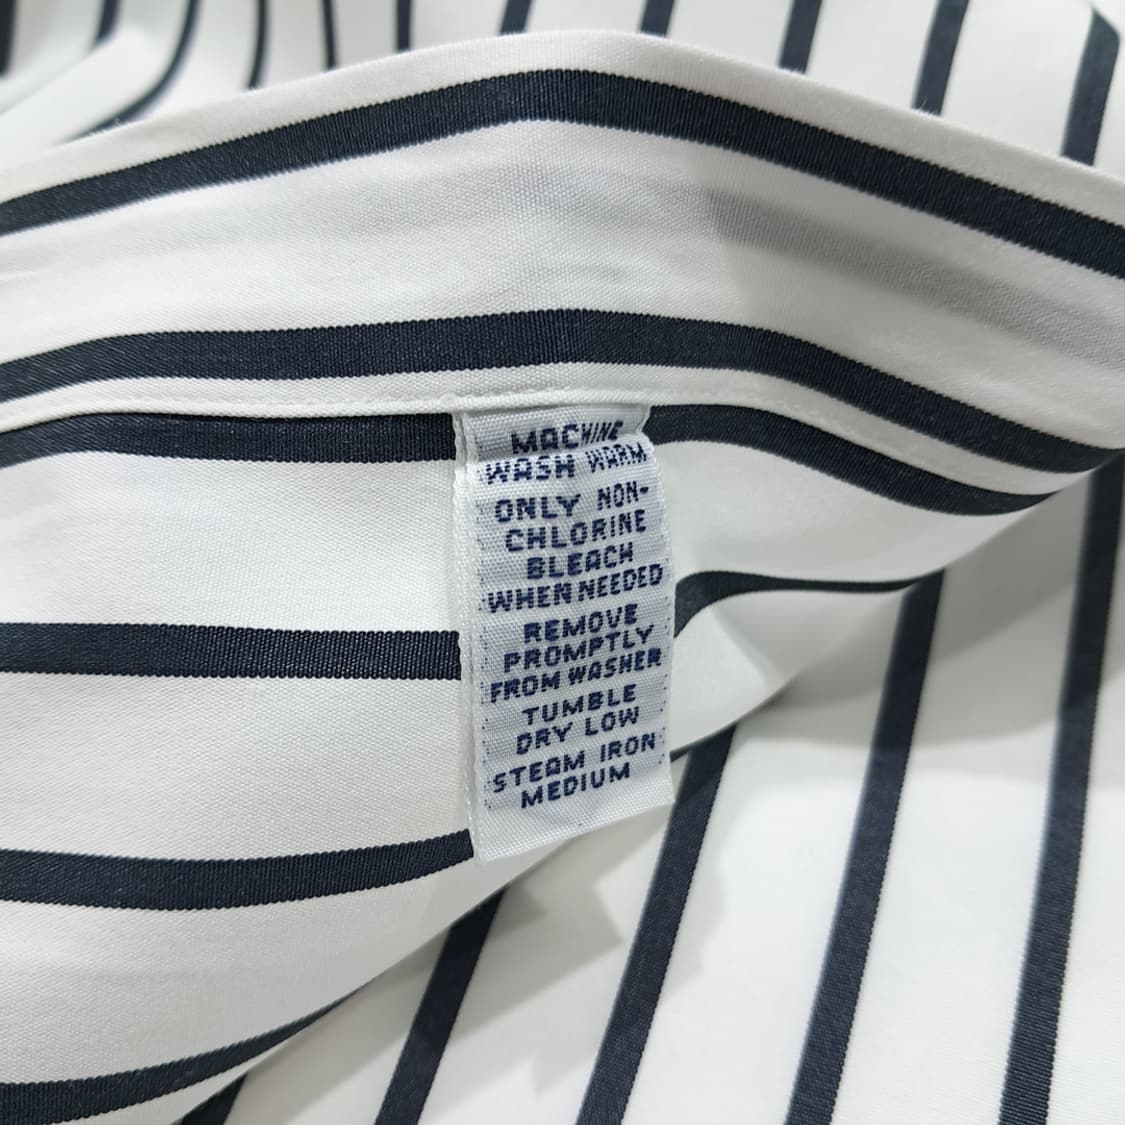 MACHINE
WASH WARM
ONLY NON-
CHLORINE
BLEACH
WHEN NEEDED
REMOVE
PROMPTLY
FROM WASHER
TUMBLE
DRY LOW
STEAM IRON
MEDIUM